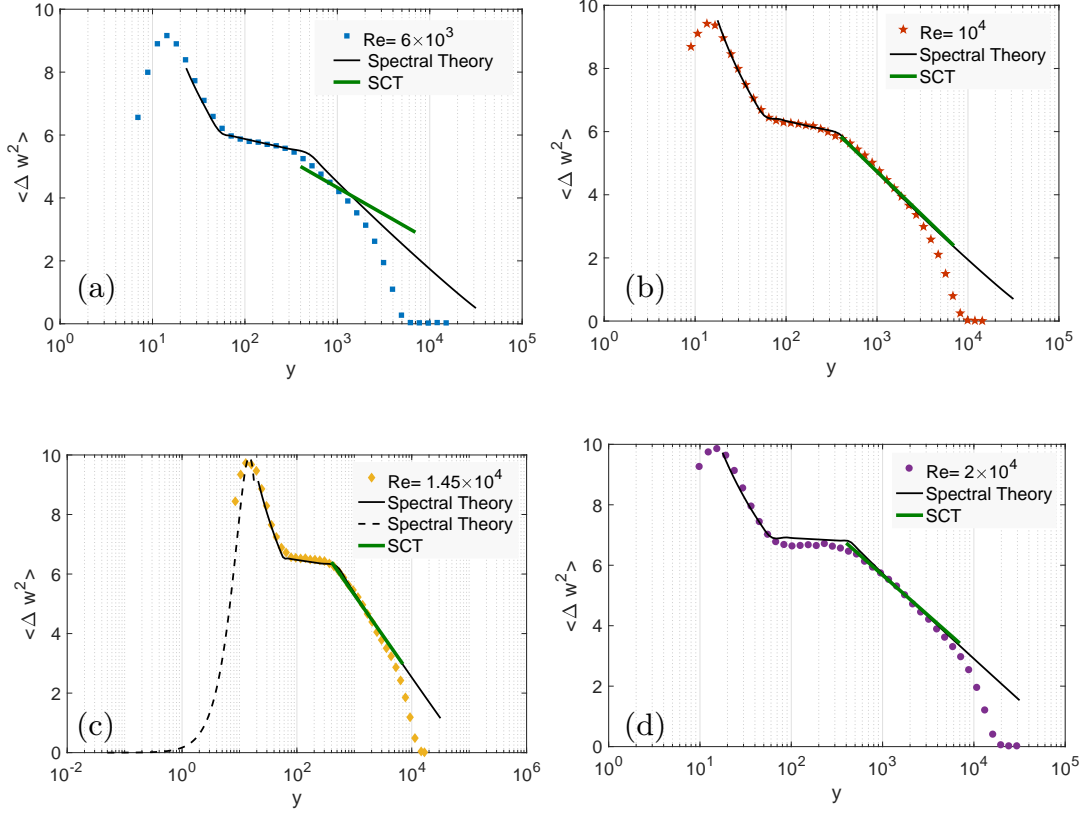 10
8
6
4
2
0
<Δ w²>
Re= 6×10³
Spectral Theory
SCT
(a)
10⁰ 10¹ 10² 10³ 10⁴ 10⁵
y
10
8
6
4
2
0
<Δ w²>
Re= 10⁴
Spectral Theory
SCT
(b)
10⁰ 10¹ 10² 10³ 10⁴ 10⁵
y
10
8
6
4
2
0
<Δ w²>
Re= 1.45×10⁴
Spectral Theory
Spectral Theory
SCT
(c)
10⁻² 10⁰ 10² 10⁴ 10⁶
y
10
8
6
4
2
0
<Δ w²>
Re= 2×10⁴
Spectral Theory
SCT
(d)
10⁰ 10¹ 10² 10³ 10⁴ 10⁵
y